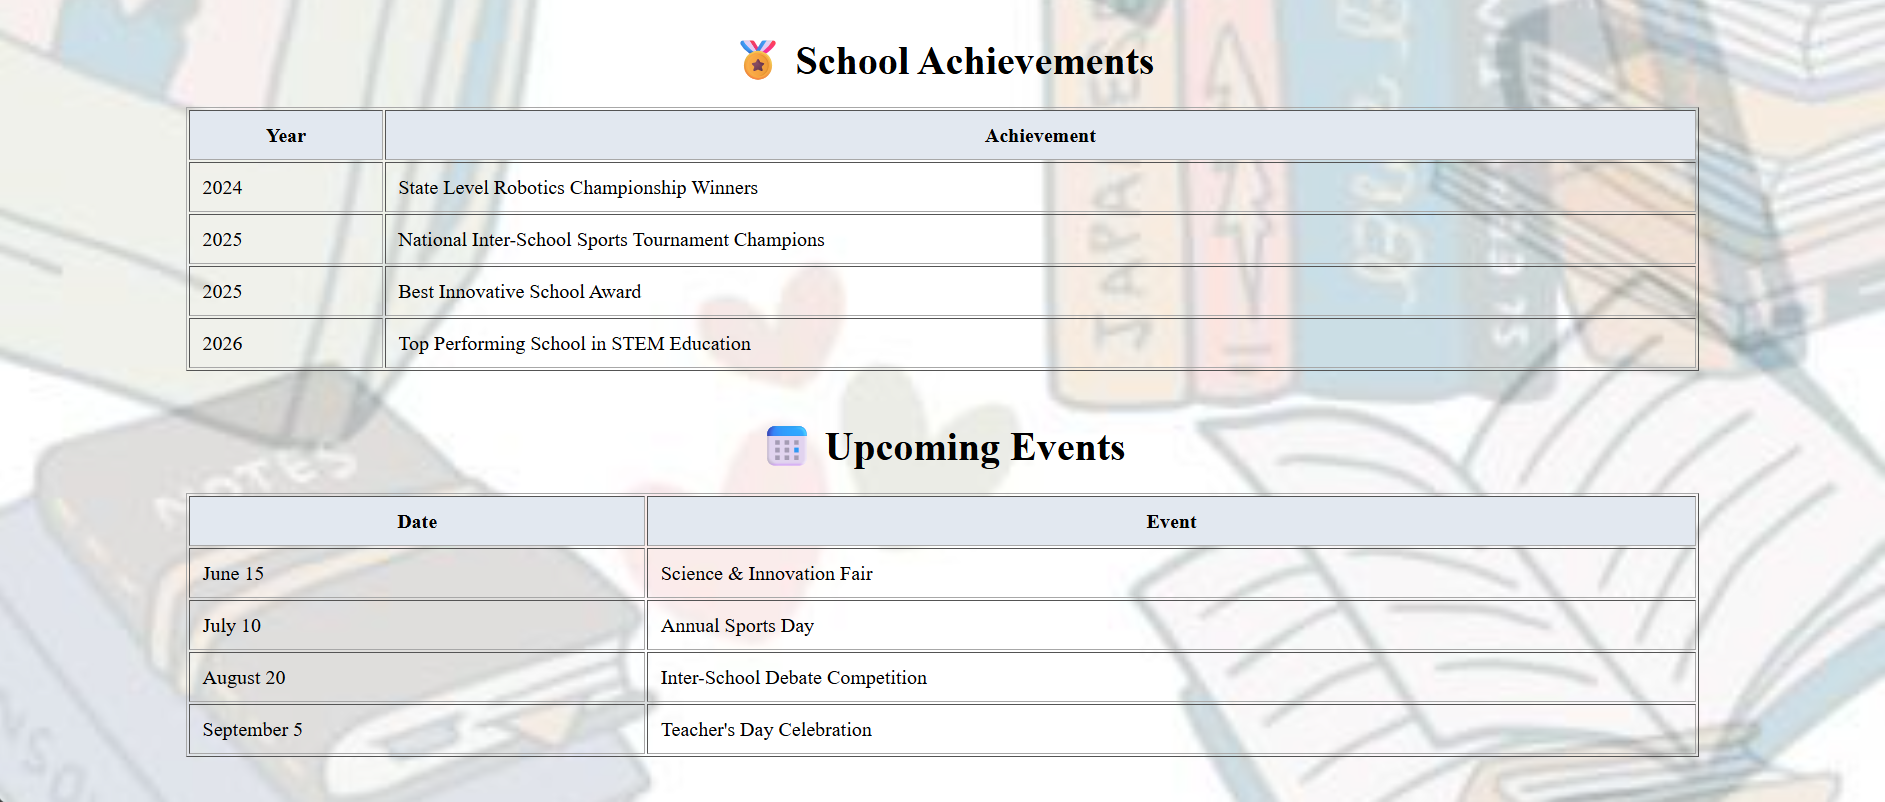 School Achievements
Year Achievement
2024 State Level Robotics Championship Winners
2025 National Inter-School Sports Tournament Champions
2025 Best Innovative School Award
2026 Top Performing School in STEM Education
NOTES
Upcoming Events
Date Event
June 15 Science & Innovation Fair
July 10 Annual Sports Day
August 20 Inter-School Debate Competition
September 5 Teacher's Day Celebration